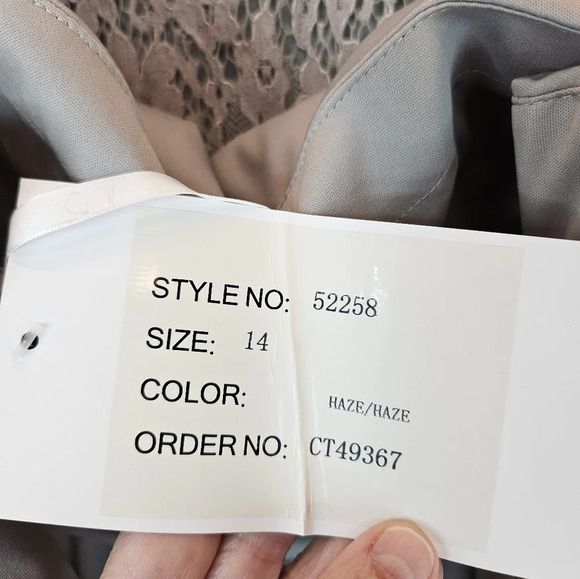 STYLE NO: 52258
SIZE: 14
COLOR: HAZE/HAZE
ORDER NO: CT49367